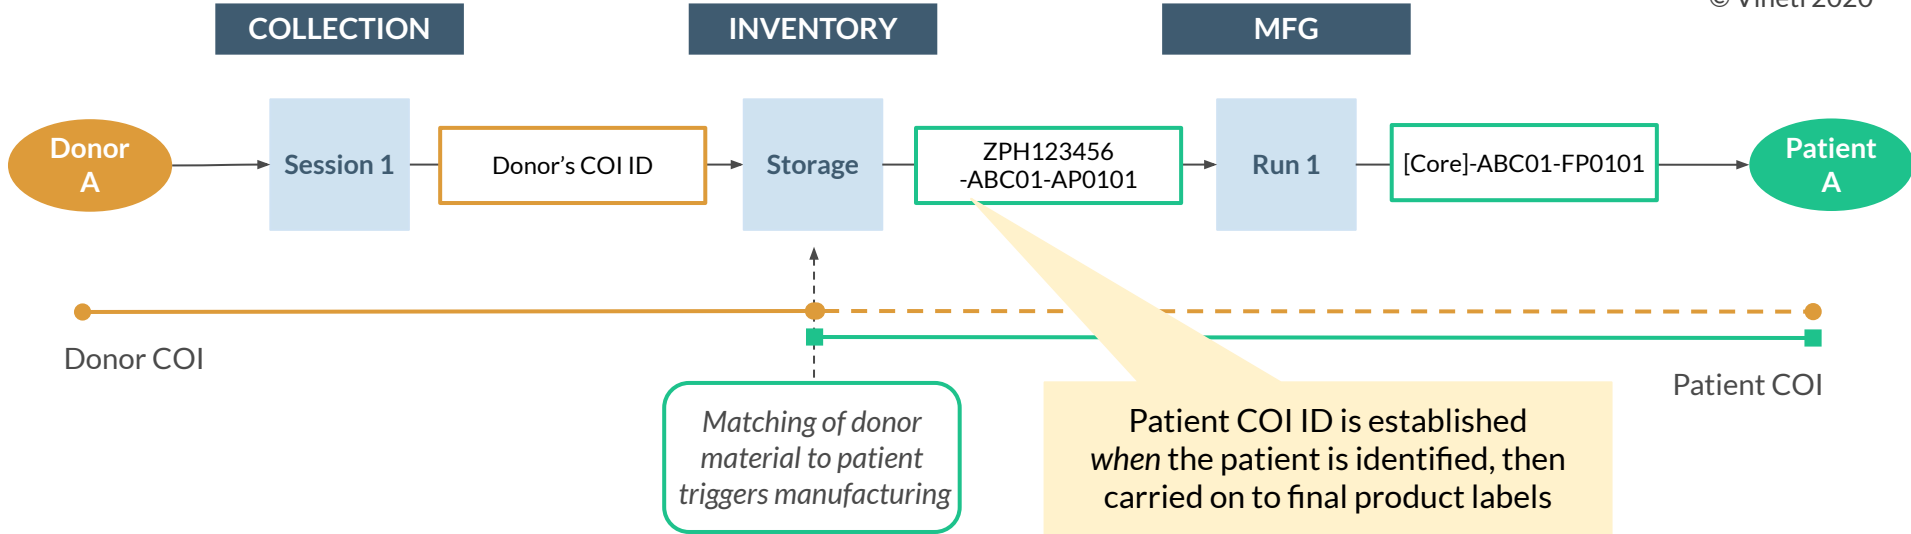 © Vineti 2020
COLLECTION
INVENTORY
MFG
Donor
A
Session 1
Donor's COI ID
Storage
ZPH123456
-ABC01-AP0101
Run 1
[Core]-ABC01-FP0101
Patient
A
Donor COI
Patient COI
Matching of donor
material to patient
triggers manufacturing
Patient COI ID is established
when the patient is identified, then
carried on to final product labels